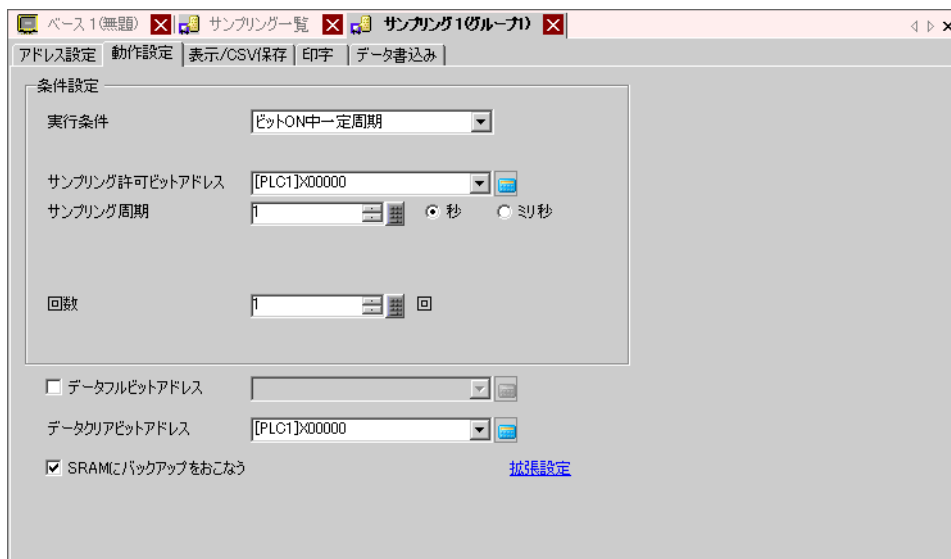 ベース 1(無題) サンプリング一覧 サンプリング1(グループ1)
アドレス設定 動作設定 表示/CSV保存 印字 データ書込み
条件設定
実行条件 ビットON中一定周期
サンプリング許可ビットアドレス [PLC1]X00000
サンプリング周期 1 秒 ミリ秒
回数 1 回
データフルビットアドレス
データクリアビットアドレス [PLC1]X00000
SRAMにバックアップをおこなう 拡張設定